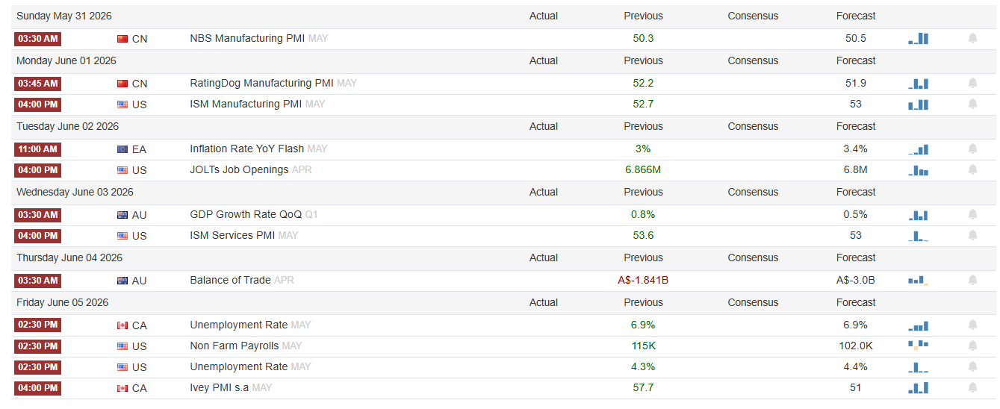 Sunday May 31 2026 Actual Previous Consensus Forecast
03:30 AM CN NBS Manufacturing PMI MAY 50.3 50.5
Monday June 01 2026 Actual Previous Consensus Forecast
03:45 AM CN RatingDog Manufacturing PMI MAY 52.2 51.9
04:00 PM US ISM Manufacturing PMI MAY 52.7 53
Tuesday June 02 2026 Actual Previous Consensus Forecast
11:00 AM EA Inflation Rate YoY Flash MAY 3% 3.4%
04:00 PM US JOLTs Job Openings APR 6.866M 6.8M
Wednesday June 03 2026 Actual Previous Consensus Forecast
03:30 AM AU GDP Growth Rate QoQ Q1 0.8% 0.5%
04:00 PM US ISM Services PMI MAY 53.6 53
Thursday June 04 2026 Actual Previous Consensus Forecast
03:30 AM AU Balance of Trade APR A$-1.841B A$-3.0B
Friday June 05 2026 Actual Previous Consensus Forecast
02:30 PM CA Unemployment Rate MAY 6.9% 6.9%
02:30 PM US Non Farm Payrolls MAY 115K 102.0K
02:30 PM US Unemployment Rate MAY 4.3% 4.4%
04:00 PM CA Ivey PMI s.a MAY 57.7 51